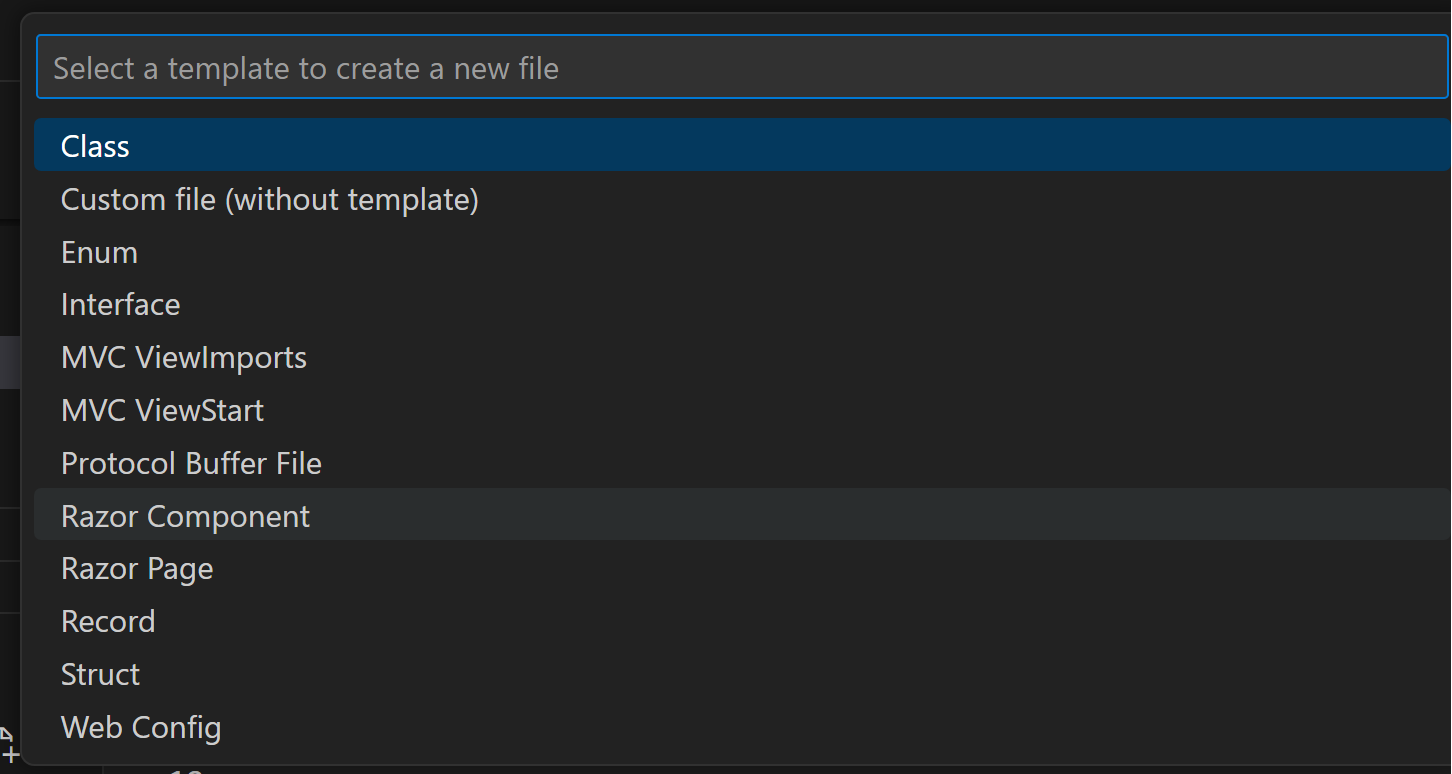 Select a template to create a new file
Class
Custom file (without template)
Enum
Interface
MVC ViewImports
MVC ViewStart
Protocol Buffer File
Razor Component
Razor Page
Record
Struct
Web Config